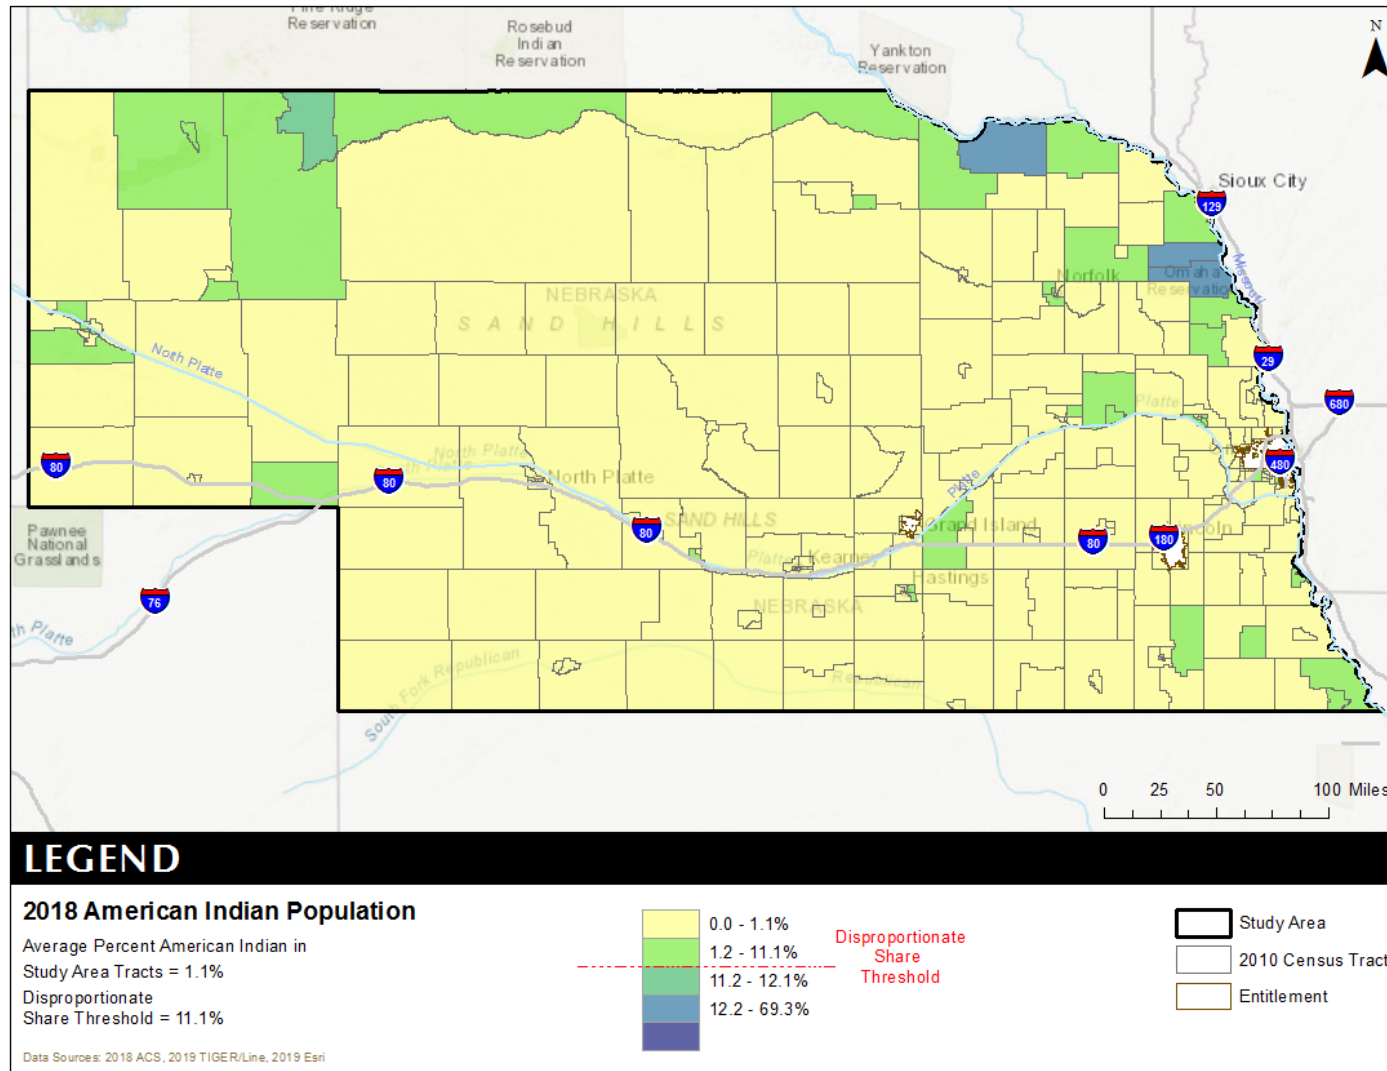 Pine Ridge
Reservation
Rosebud
Indian
Reservation
Yankton
Reservation
N
Sioux City
129
Missouri
Norfolk
Omaha
Reservation
NEBRASKA
SAND HILLS
North Platte
29
680
Platte
80
North Platte
North Platte
80
North Platte
480
Platte
Pawnee
National
Grasslands
SAND HILLS
80
Grand Island
80
180
Lincoln
Platte
Kearney
Hastings
76
NEBRASKA
South Fork Republican
Republican
0 25 50 100 Miles
LEGEND
2018 American Indian Population
Average Percent American Indian in
Study Area Tracts = 1.1%
Disproportionate
Share Threshold = 11.1%
Data Sources: 2018 ACS, 2019 TIGER/Line, 2019 Esri
0.0 - 1.1%
1.2 - 11.1%
11.2 - 12.1%
12.2 - 69.3%
Disproportionate
Share
Threshold
Study Area
2010 Census Tract
Entitlement